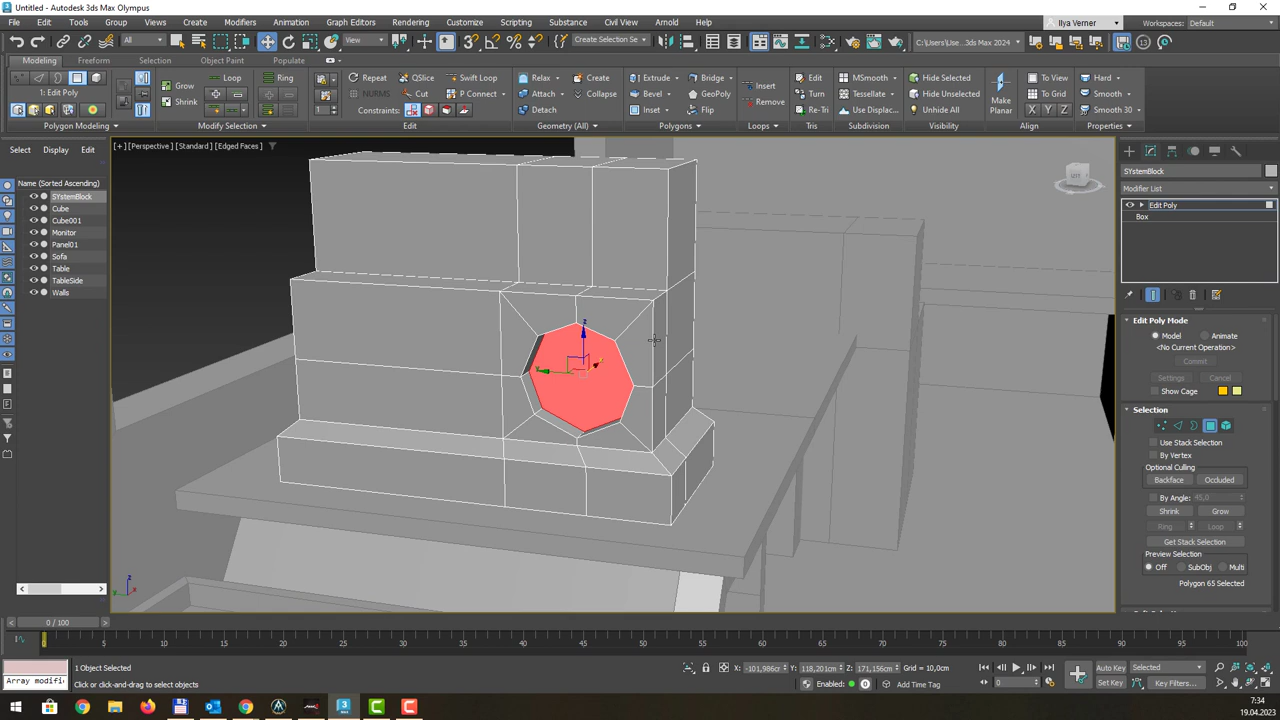 Untitled - Autodesk 3ds Max Olympus
File Edit Views Tools Group Create Modifiers Animation Graph Editors Rendering Customize Scripting Substance Civil View Arnold Help
Ilya Verner Workspaces: Default
All View Create Selection Se C:\Use...3ds Max 2024
Modeling Freeform Selection Object Paint Populate
1: Edit Poly
Grow Loop Ring Repeat QSlice Swift Loop Relax Create Extrude Bridge Insert Edit MSmooth Hide Selected To View Hard
Shrink NURMS Cut P Connect Attach Collapse Bevel GeoPoly Remove Turn Tessellate Hide Unselected Make Planar To Grid Smooth
Constraints: Detach Inset Flip Re-Tri Use Displac... Unhide All X Y Z Smooth 30
Polygon Modeling Modify Selection Edit Geometry (All) Polygons Loops Tris Subdivision Visibility Align Properties
Select Display Edit
[+] [Perspective] [Standard] [Edged Faces]
Name (Sorted Ascending)
SYstemBlock
Cube
Cube001
Monitor
Panel01
Sofa
Table
TableSide
Walls
SYstemBlock
Modifier List
Edit Poly
Box
Edit Poly Mode
Model Animate
<No Current Operation>
Commit
Settings Cancel
Show Cage
Selection
Use Stack Selection
By Vertex
Optional Culling
Backface Occluded
By Angle: 45,0
Shrink Grow
Ring Loop
Get Stack Selection
Preview Selection
Off SubObj Multi
Polygon 65 Selected
0 / 100
0 5 10 15 20 25 30 35 40 45 50 55 60 65 70 75 80 85 90 95 100
1 Object Selected
Click or click-and-drag to select objects
Array modifi
X: -101,986cm Y: 118,201cm Z: 171,156cm Grid = 10,0cm
Enabled: Add Time Tag
0
Auto Key Selected
Set Key Key Filters...
7:34
19.04.2023